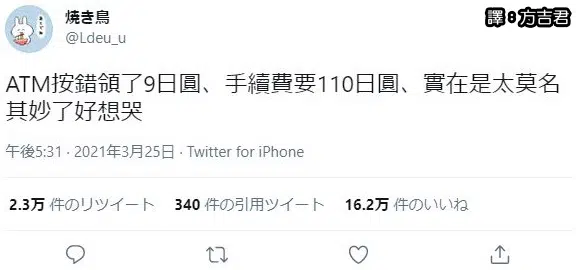 焼き鳥
譯：方吉君
@Ldeu_u
ATM按錯領了9日圓、手續費要110日圓、實在是太莫名
其妙了好想哭
午後5:31 · 2021年3月25日 · Twitter for iPhone
2.3万 件のリツイート 340 件の引用ツイート 16.2万 件のいいね